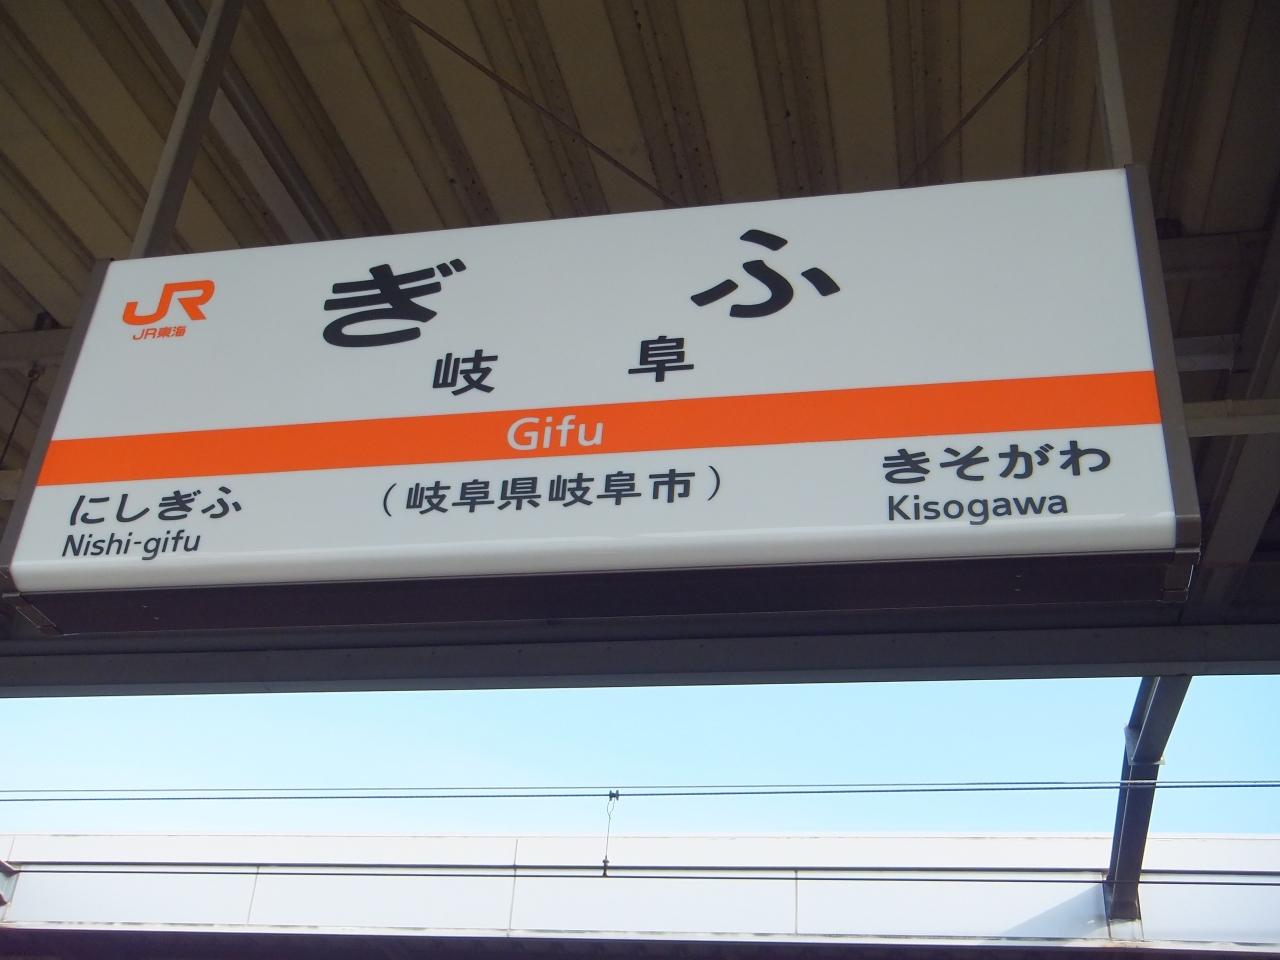 JR
JR東海
ぎふ
岐阜
Gifu
(岐阜県岐阜市)
にしぎふ
Nishi-gifu
きそがわ
Kisogawa